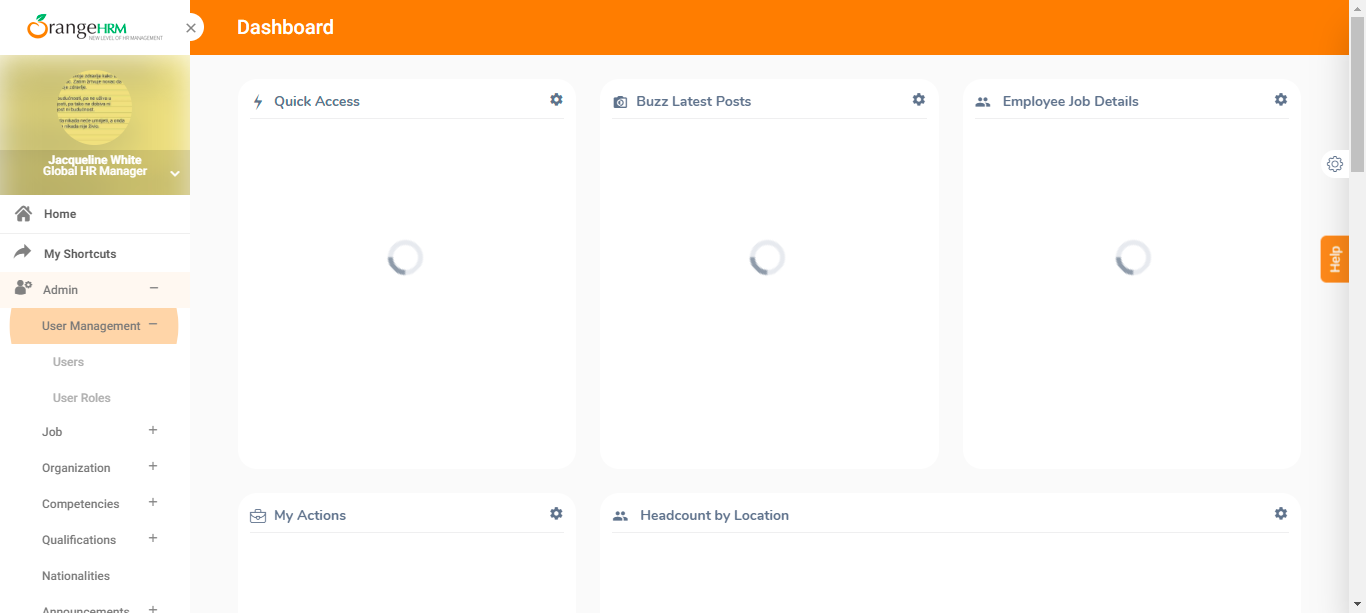 OrangeHRM
NEW LEVEL OF HR MANAGEMENT
Dashboard
Jacqueline White
Global HR Manager
Home
My Shortcuts
Admin
User Management
Users
User Roles
Job
Organization
Competencies
Qualifications
Nationalities
Announcements
Quick Access
Buzz Latest Posts
Employee Job Details
My Actions
Headcount by Location
Help